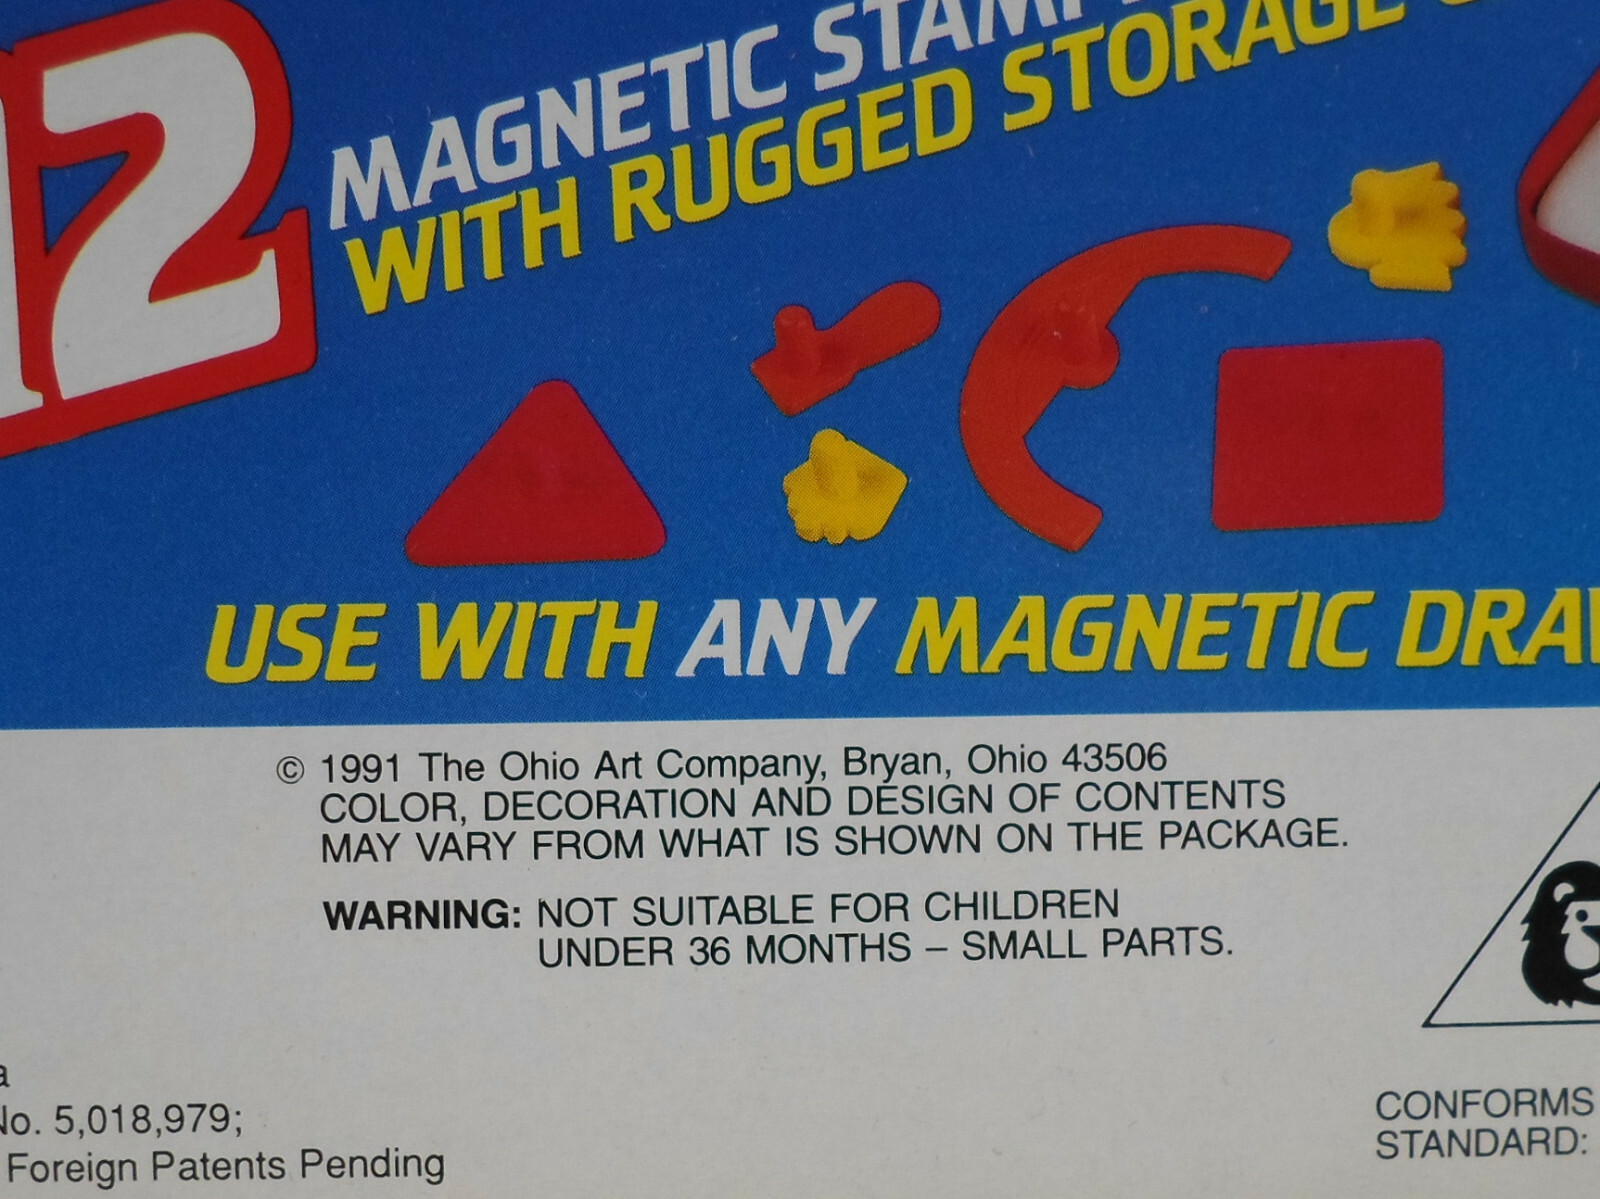 12
MAGNETIC STAMP
WITH RUGGED STORAGE
USE WITH ANY MAGNETIC DRA
© 1991 The Ohio Art Company, Bryan, Ohio 43506
COLOR, DECORATION AND DESIGN OF CONTENTS
MAY VARY FROM WHAT IS SHOWN ON THE PACKAGE.
WARNING: NOT SUITABLE FOR CHILDREN
UNDER 36 MONTHS – SMALL PARTS.
a
No. 5,018,979;
Foreign Patents Pending
CONFORMS
STANDARD: